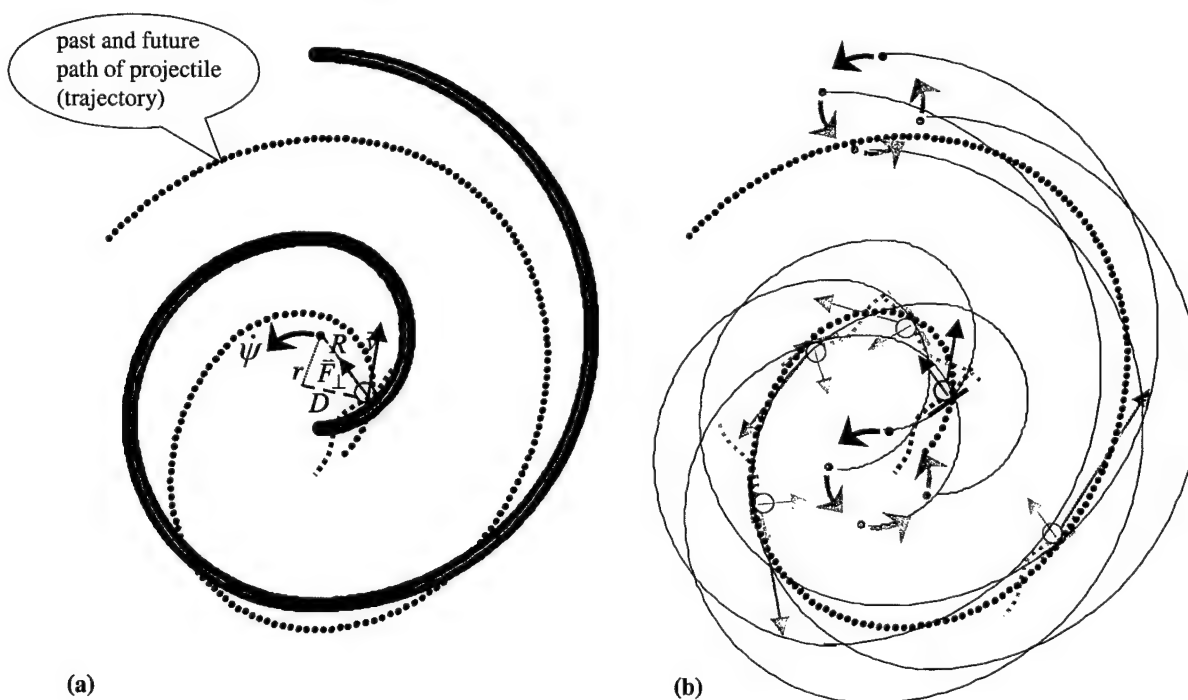 past and future
path of projectile
(trajectory)
ψ̇
R
r
F⃗⊥
D
(a)
(b)